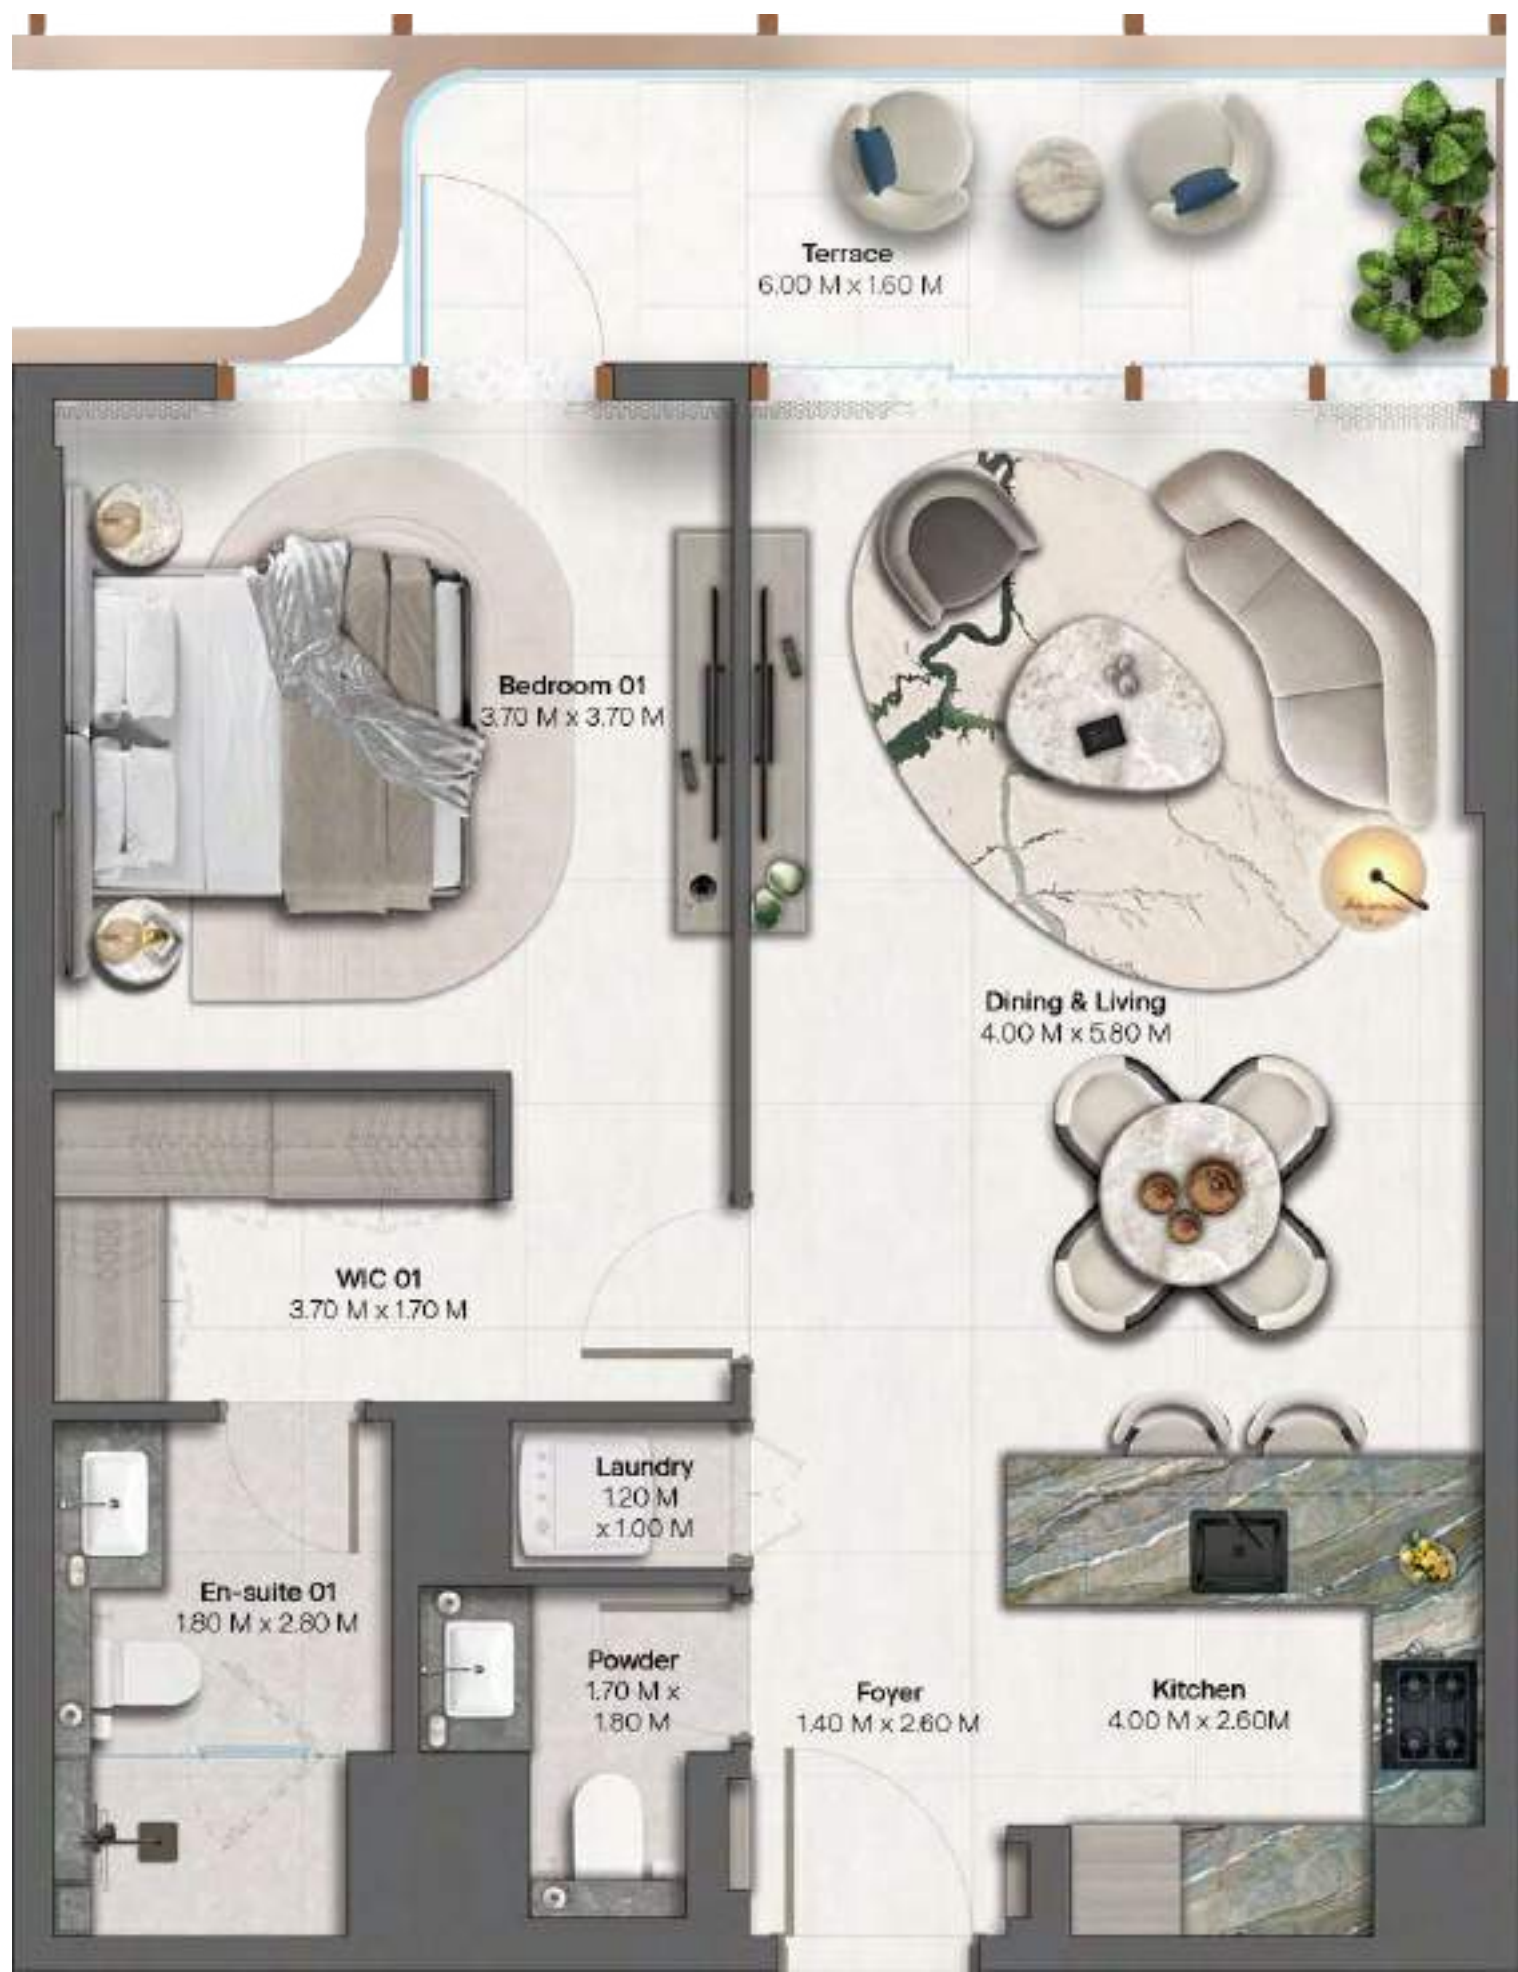 Terrace
6.00 M x 1.60 M
Bedroom 01
3.70 M x 3.70 M
Dining & Living
4.00 M x 5.80 M
WIC 01
3.70 M x 1.70 M
Laundry
1.20 M
x 1.00 M
En-suite 01
1.80 M x 2.80 M
Powder
1.70 M x
1.80 M
Foyer
1.40 M x 2.60 M
Kitchen
4.00 M x 2.60M